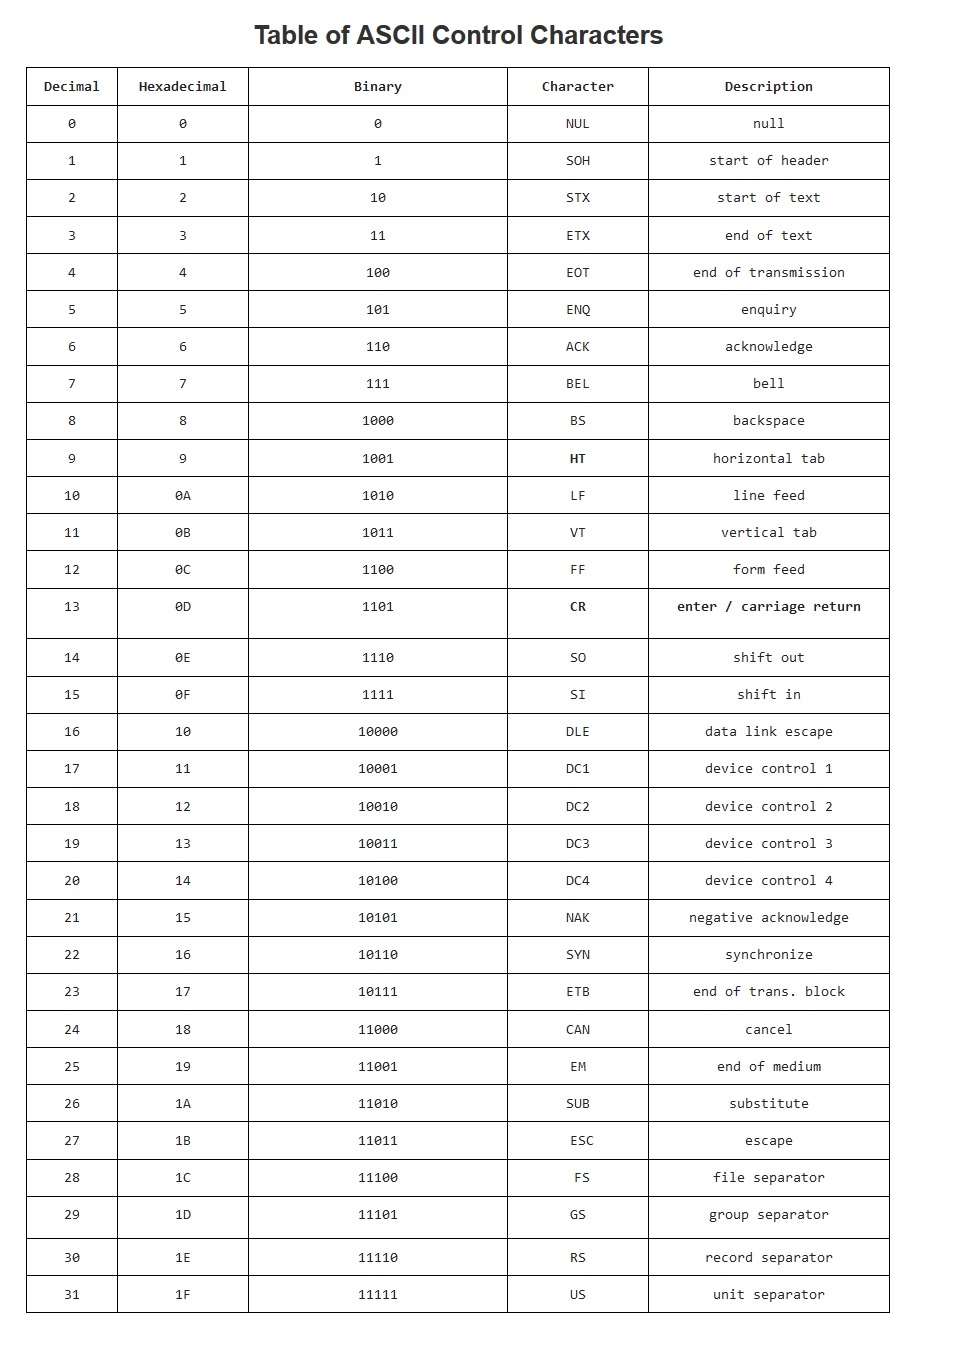 Table of ASCII Control Characters
Decimal Hexadecimal Binary Character Description
0 0 0 NUL null
1 1 1 SOH start of header
2 2 10 STX start of text
3 3 11 ETX end of text
4 4 100 EOT end of transmission
5 5 101 ENQ enquiry
6 6 110 ACK acknowledge
7 7 111 BEL bell
8 8 1000 BS backspace
9 9 1001 HT horizontal tab
10 0A 1010 LF line feed
11 0B 1011 VT vertical tab
12 0C 1100 FF form feed
13 0D 1101 CR enter / carriage return
14 0E 1110 SO shift out
15 0F 1111 SI shift in
16 10 10000 DLE data link escape
17 11 10001 DC1 device control 1
18 12 10010 DC2 device control 2
19 13 10011 DC3 device control 3
20 14 10100 DC4 device control 4
21 15 10101 NAK negative acknowledge
22 16 10110 SYN synchronize
23 17 10111 ETB end of trans. block
24 18 11000 CAN cancel
25 19 11001 EM end of medium
26 1A 11010 SUB substitute
27 1B 11011 ESC escape
28 1C 11100 FS file separator
29 1D 11101 GS group separator
30 1E 11110 RS record separator
31 1F 11111 US unit separator